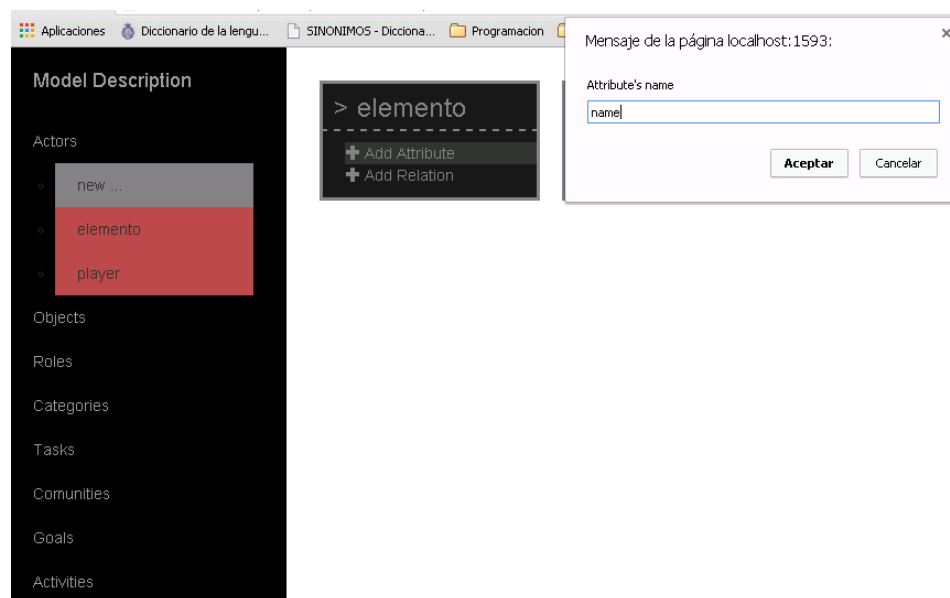 Aplicaciones Diccionario de la lengu... SINONIMOS - Dicciona... Programacion
Mensaje de la página localhost:1593:
Attribute's name
name
Aceptar Cancelar
Model Description
Actors
new ...
elemento
player
Objects
Roles
Categories
Tasks
Comunities
Goals
Activities
> elemento
Add Attribute
Add Relation